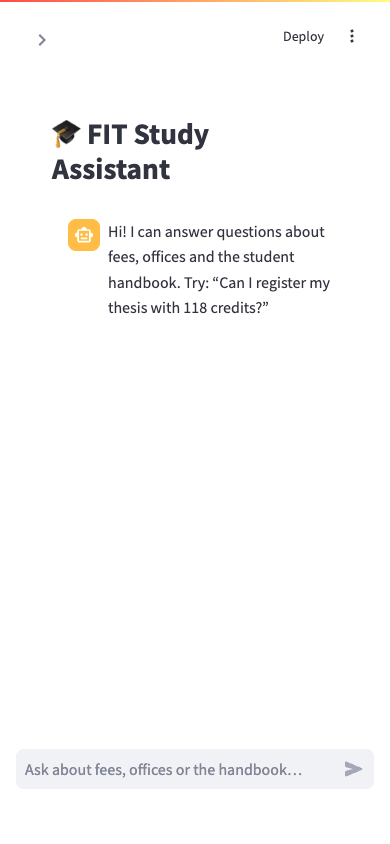 Deploy
🎓 FIT Study
Assistant
Hi! I can answer questions about
fees, offices and the student
handbook. Try: “Can I register my
thesis with 118 credits?”
Ask about fees, offices or the handbook…